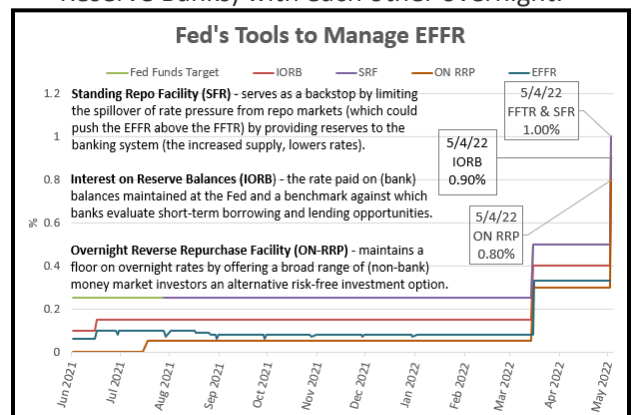 Reserve Banks) with each other overnight.
Fed's Tools to Manage EFFR
Fed Funds Target IORB SRF ON RRP EFFR
Standing Repo Facility (SFR) - serves as a backstop by limiting
the spillover of rate pressure from repo markets (which could
push the EFFR above the FFTR) by providing reserves to the
banking system (the increased supply, lowers rates).
Interest on Reserve Balances (IORB) - the rate paid on (bank)
balances maintained at the Fed and a benchmark against which
banks evaluate short-term borrowing and lending opportunities.
Overnight Reverse Repurchase Facility (ON-RRP) - maintains a
floor on overnight rates by offering a broad range of (non-bank)
money market investors an alternative risk-free investment option.
5/4/22
FFTR & SFR
1.00%
5/4/22
IORB
0.90%
5/4/22
ON RRP
0.80%
%
1.2
1
0.8
0.6
0.4
0.2
0
Jun 2021
Jul 2021
Aug 2021
Sep 2021
Oct 2021
Nov 2021
Dec 2021
Jan 2022
Feb 2022
Mar 2022
Apr 2022
May 2022